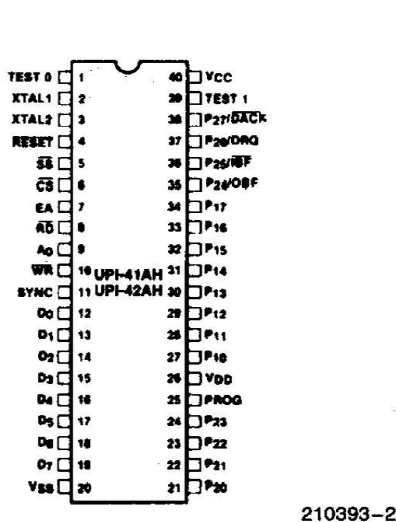 TEST 0 1 40 VCC
XTAL1 2 39 TEST 1
XTAL2 3 38 P27/DACK
RESET 4 37 P26/DRQ
SS 5 36 P25/IBF
CS 6 35 P24/OBF
EA 7 34 P17
RD 8 33 P16
A0 9 32 P15
WR 10 UPI-41AH 31 P14
SYNC 11 UPI-42AH 30 P13
D0 12 29 P12
D1 13 28 P11
D2 14 27 P10
D3 15 26 VDD
D4 16 25 PROG
D5 17 24 P23
D6 18 23 P22
D7 19 22 P21
VSS 20 21 P20
210393-2